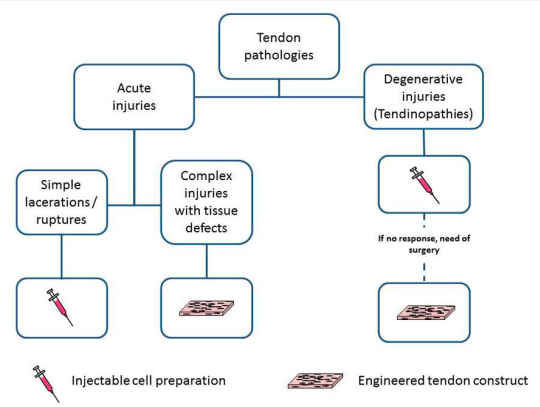 Tendon
pathologies
Acute
injuries
Degenerative
injuries
(Tendinopathies)
Simple
lacerations/
ruptures
Complex
injuries
with tissue
defects
If no response, need of
surgery
Injectable cell preparation
Engineered tendon construct